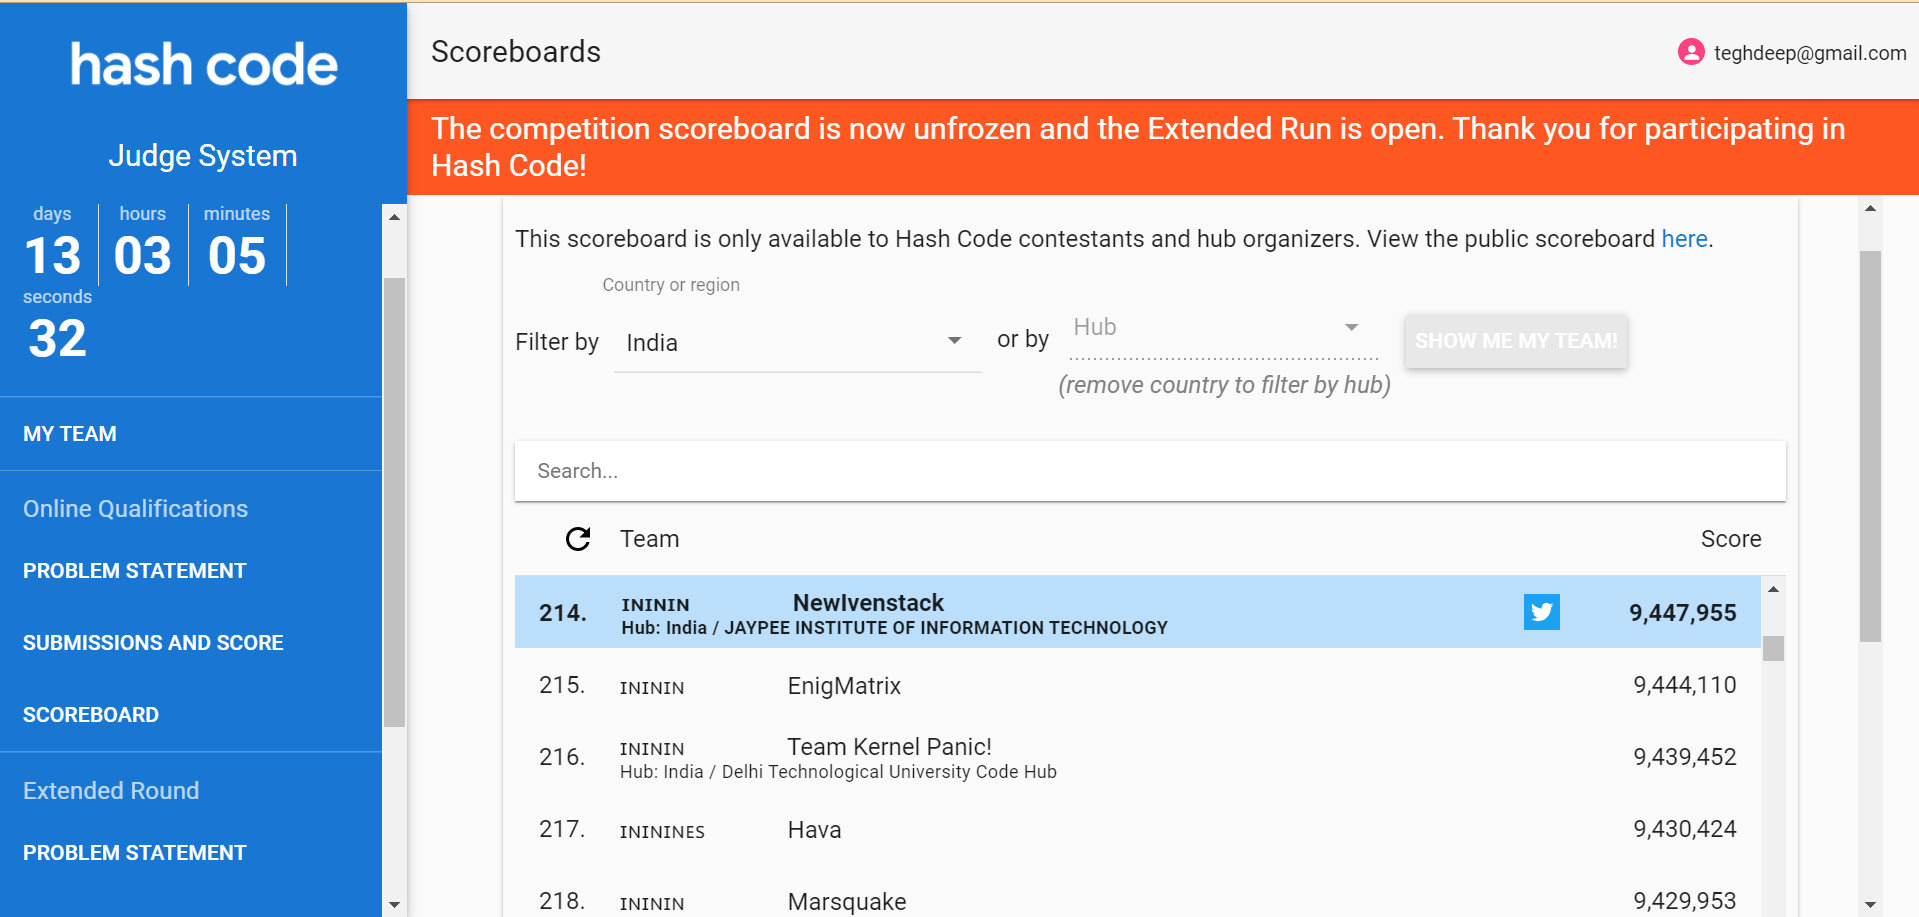 hash code
Judge System
days hours minutes
13 03 05
seconds
32
MY TEAM
Online Qualifications
PROBLEM STATEMENT
SUBMISSIONS AND SCORE
SCOREBOARD
Extended Round
PROBLEM STATEMENT
Scoreboards
teghdeep@gmail.com
The competition scoreboard is now unfrozen and the Extended Run is open. Thank you for participating in
Hash Code!
This scoreboard is only available to Hash Code contestants and hub organizers. View the public scoreboard here.
Country or region
Filter by India or by Hub SHOW ME MY TEAM!
(remove country to filter by hub)
Search...
Team Score
214. INININ NewIvenstack 9,447,955
Hub: India / JAYPEE INSTITUTE OF INFORMATION TECHNOLOGY
215. INININ EnigMatrix 9,444,110
216. INININ Team Kernel Panic! 9,439,452
Hub: India / Delhi Technological University Code Hub
217. INININES Hava 9,430,424
218. INININ Marsquake 9,429,953